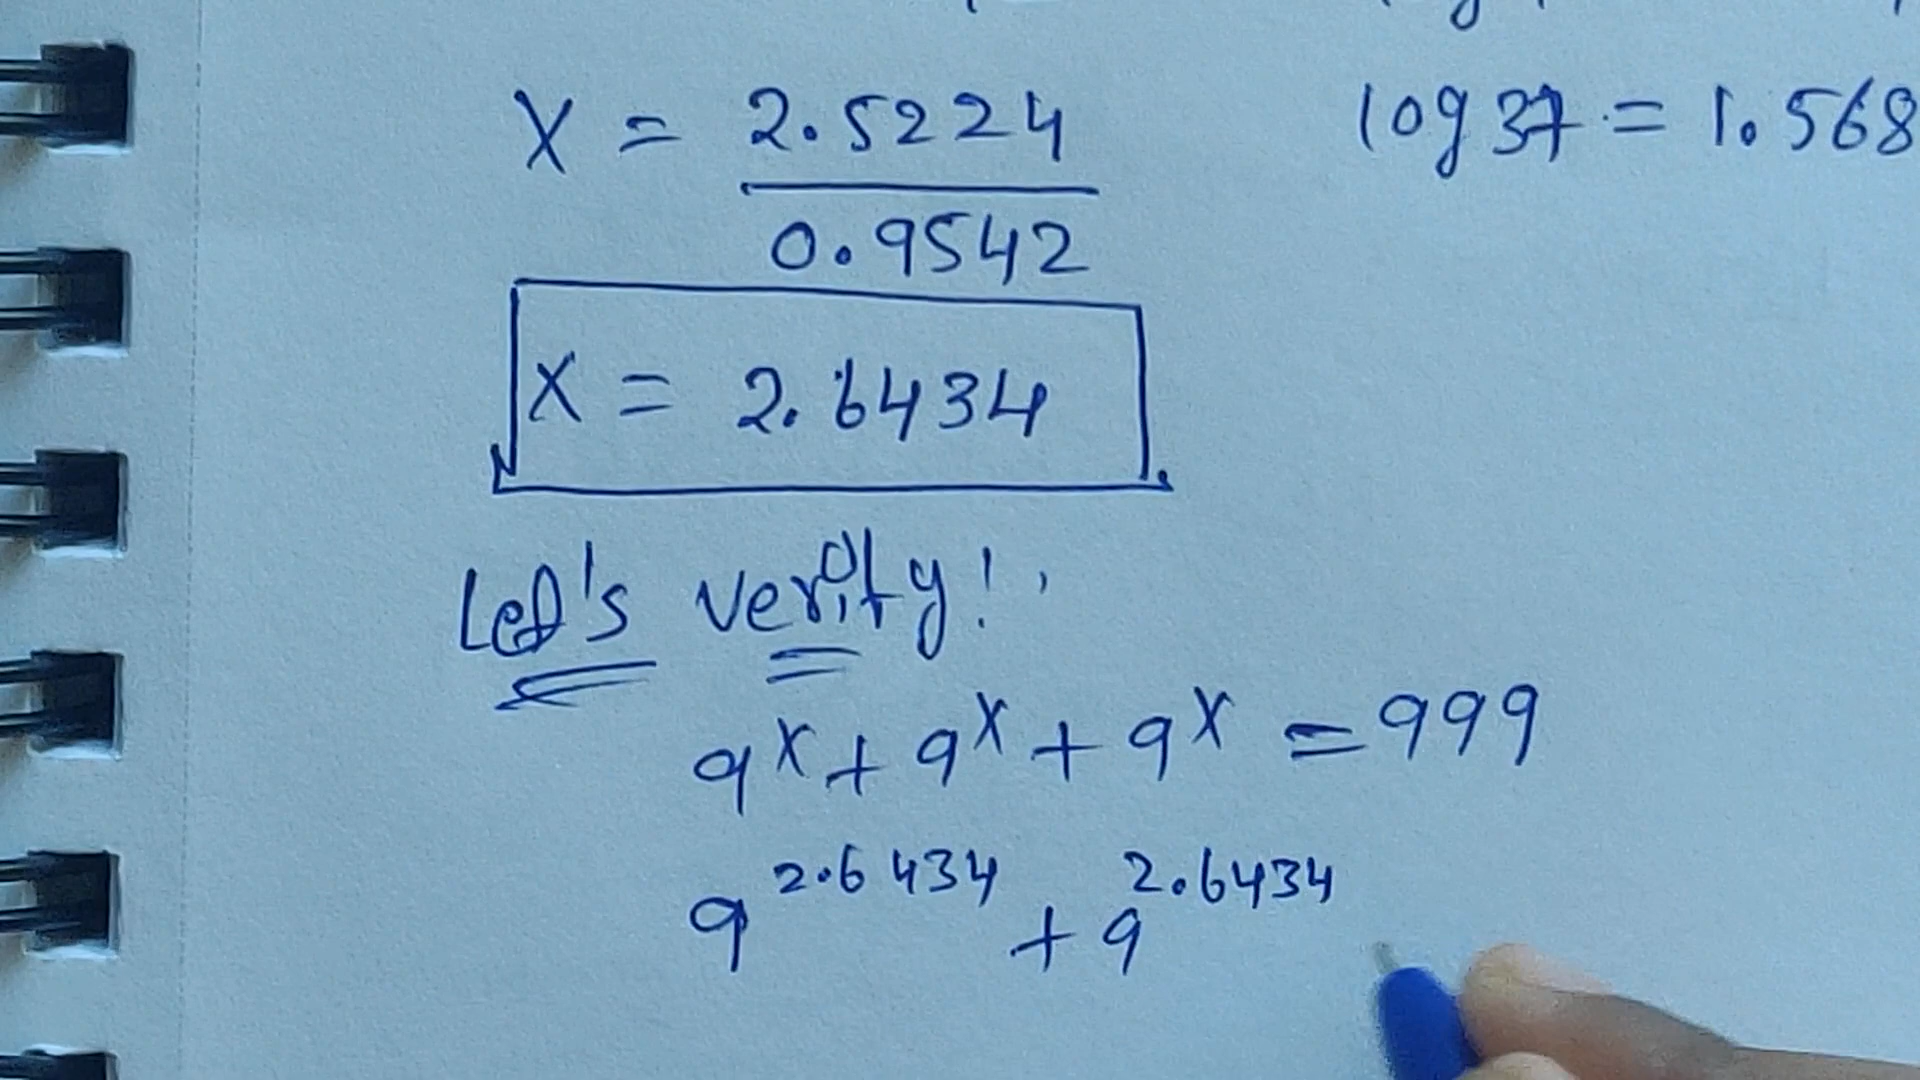 X = 2.5224
log 37 = 1.568
0.9542
X = 2.6434
Let's verify!
9^x + 9^x + 9^x = 999
9^2.6434 + 9^2.6434